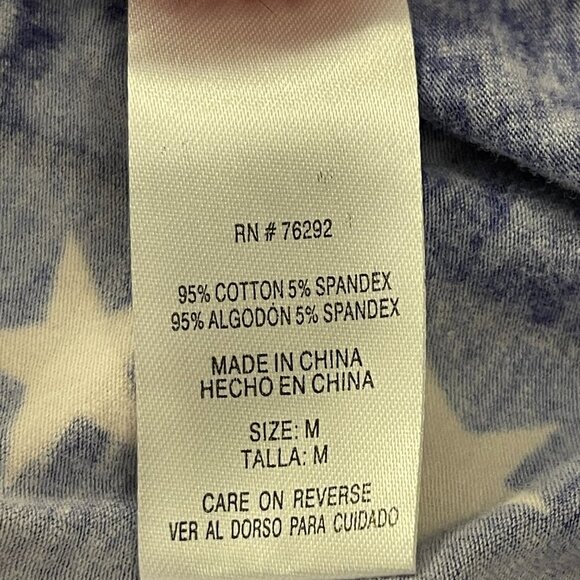 RN # 76292
95% COTTON 5% SPANDEX
95% ALGODÓN 5% SPANDEX
MADE IN CHINA
HECHO EN CHINA
SIZE: M
TALLA: M
CARE ON REVERSE
VER AL DORSO PARA CUIDADO